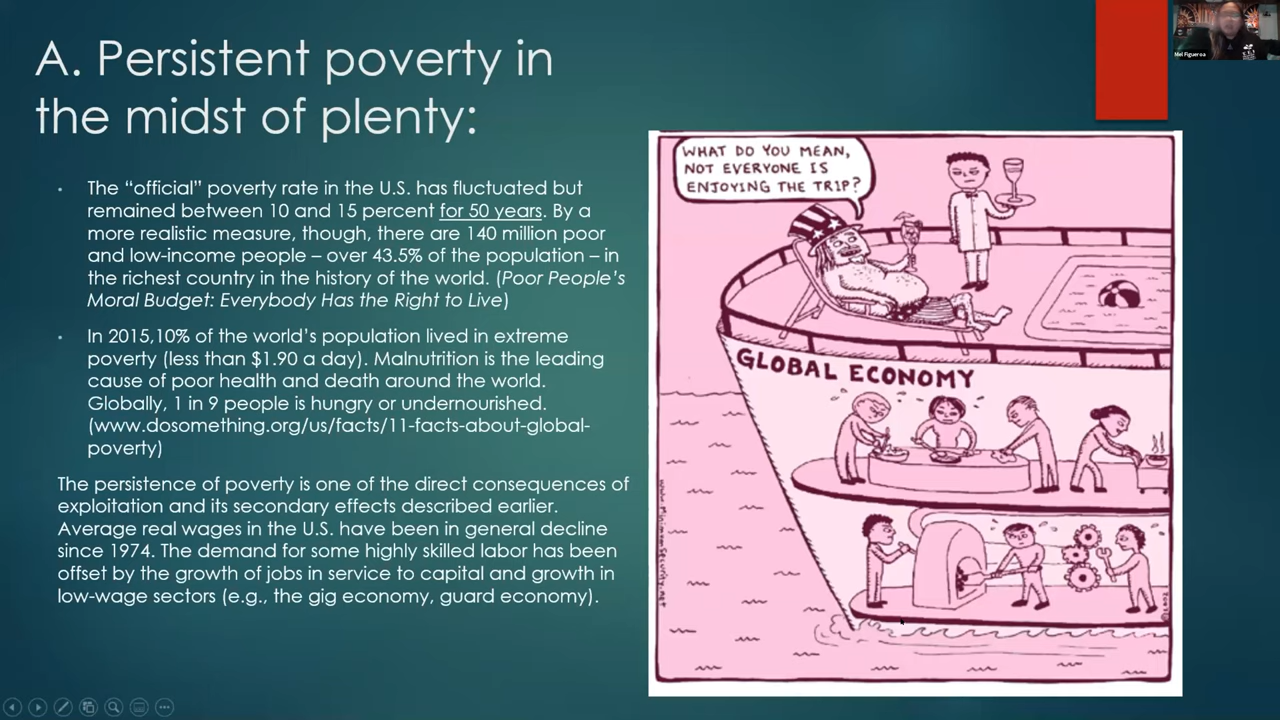 A. Persistent poverty in
the midst of plenty:
The “official” poverty rate in the U.S. has fluctuated but
remained between 10 and 15 percent for 50 years. By a
more realistic measure, though, there are 140 million poor
and low-income people – over 43.5% of the population – in
the richest country in the history of the world. (Poor People’s
Moral Budget: Everybody Has the Right to Live)
In 2015,10% of the world’s population lived in extreme
poverty (less than $1.90 a day). Malnutrition is the leading
cause of poor health and death around the world.
Globally, 1 in 9 people is hungry or undernourished.
(www.dosomething.org/us/facts/11-facts-about-global-
poverty)
The persistence of poverty is one of the direct consequences of
exploitation and its secondary effects described earlier.
Average real wages in the U.S. have been in general decline
since 1974. The demand for some highly skilled labor has been
offset by the growth of jobs in service to capital and growth in
low-wage sectors (e.g., the gig economy, guard economy).
WHAT DO YOU MEAN,
NOT EVERYONE IS
ENJOYING THE TRIP?
GLOBAL ECONOMY
Mel Figueroa